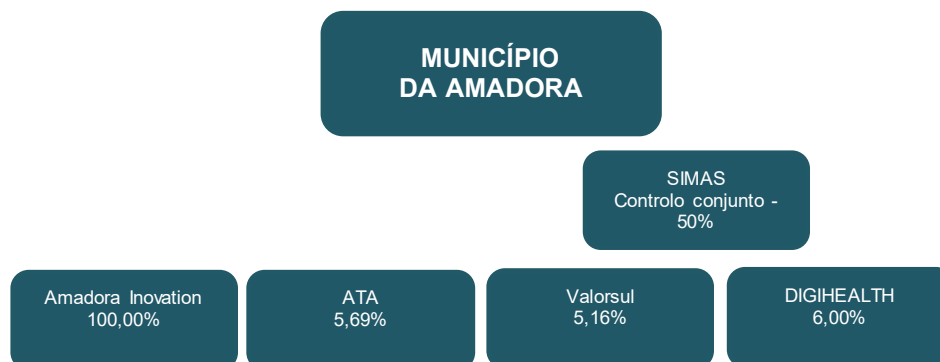 MUNICÍPIO
DA AMADORA
SIMAS
Controlo conjunto -
50%
Amadora Inovation
100,00%
ATA
5,69%
Valorsul
5,16%
DIGIHEALTH
6,00%